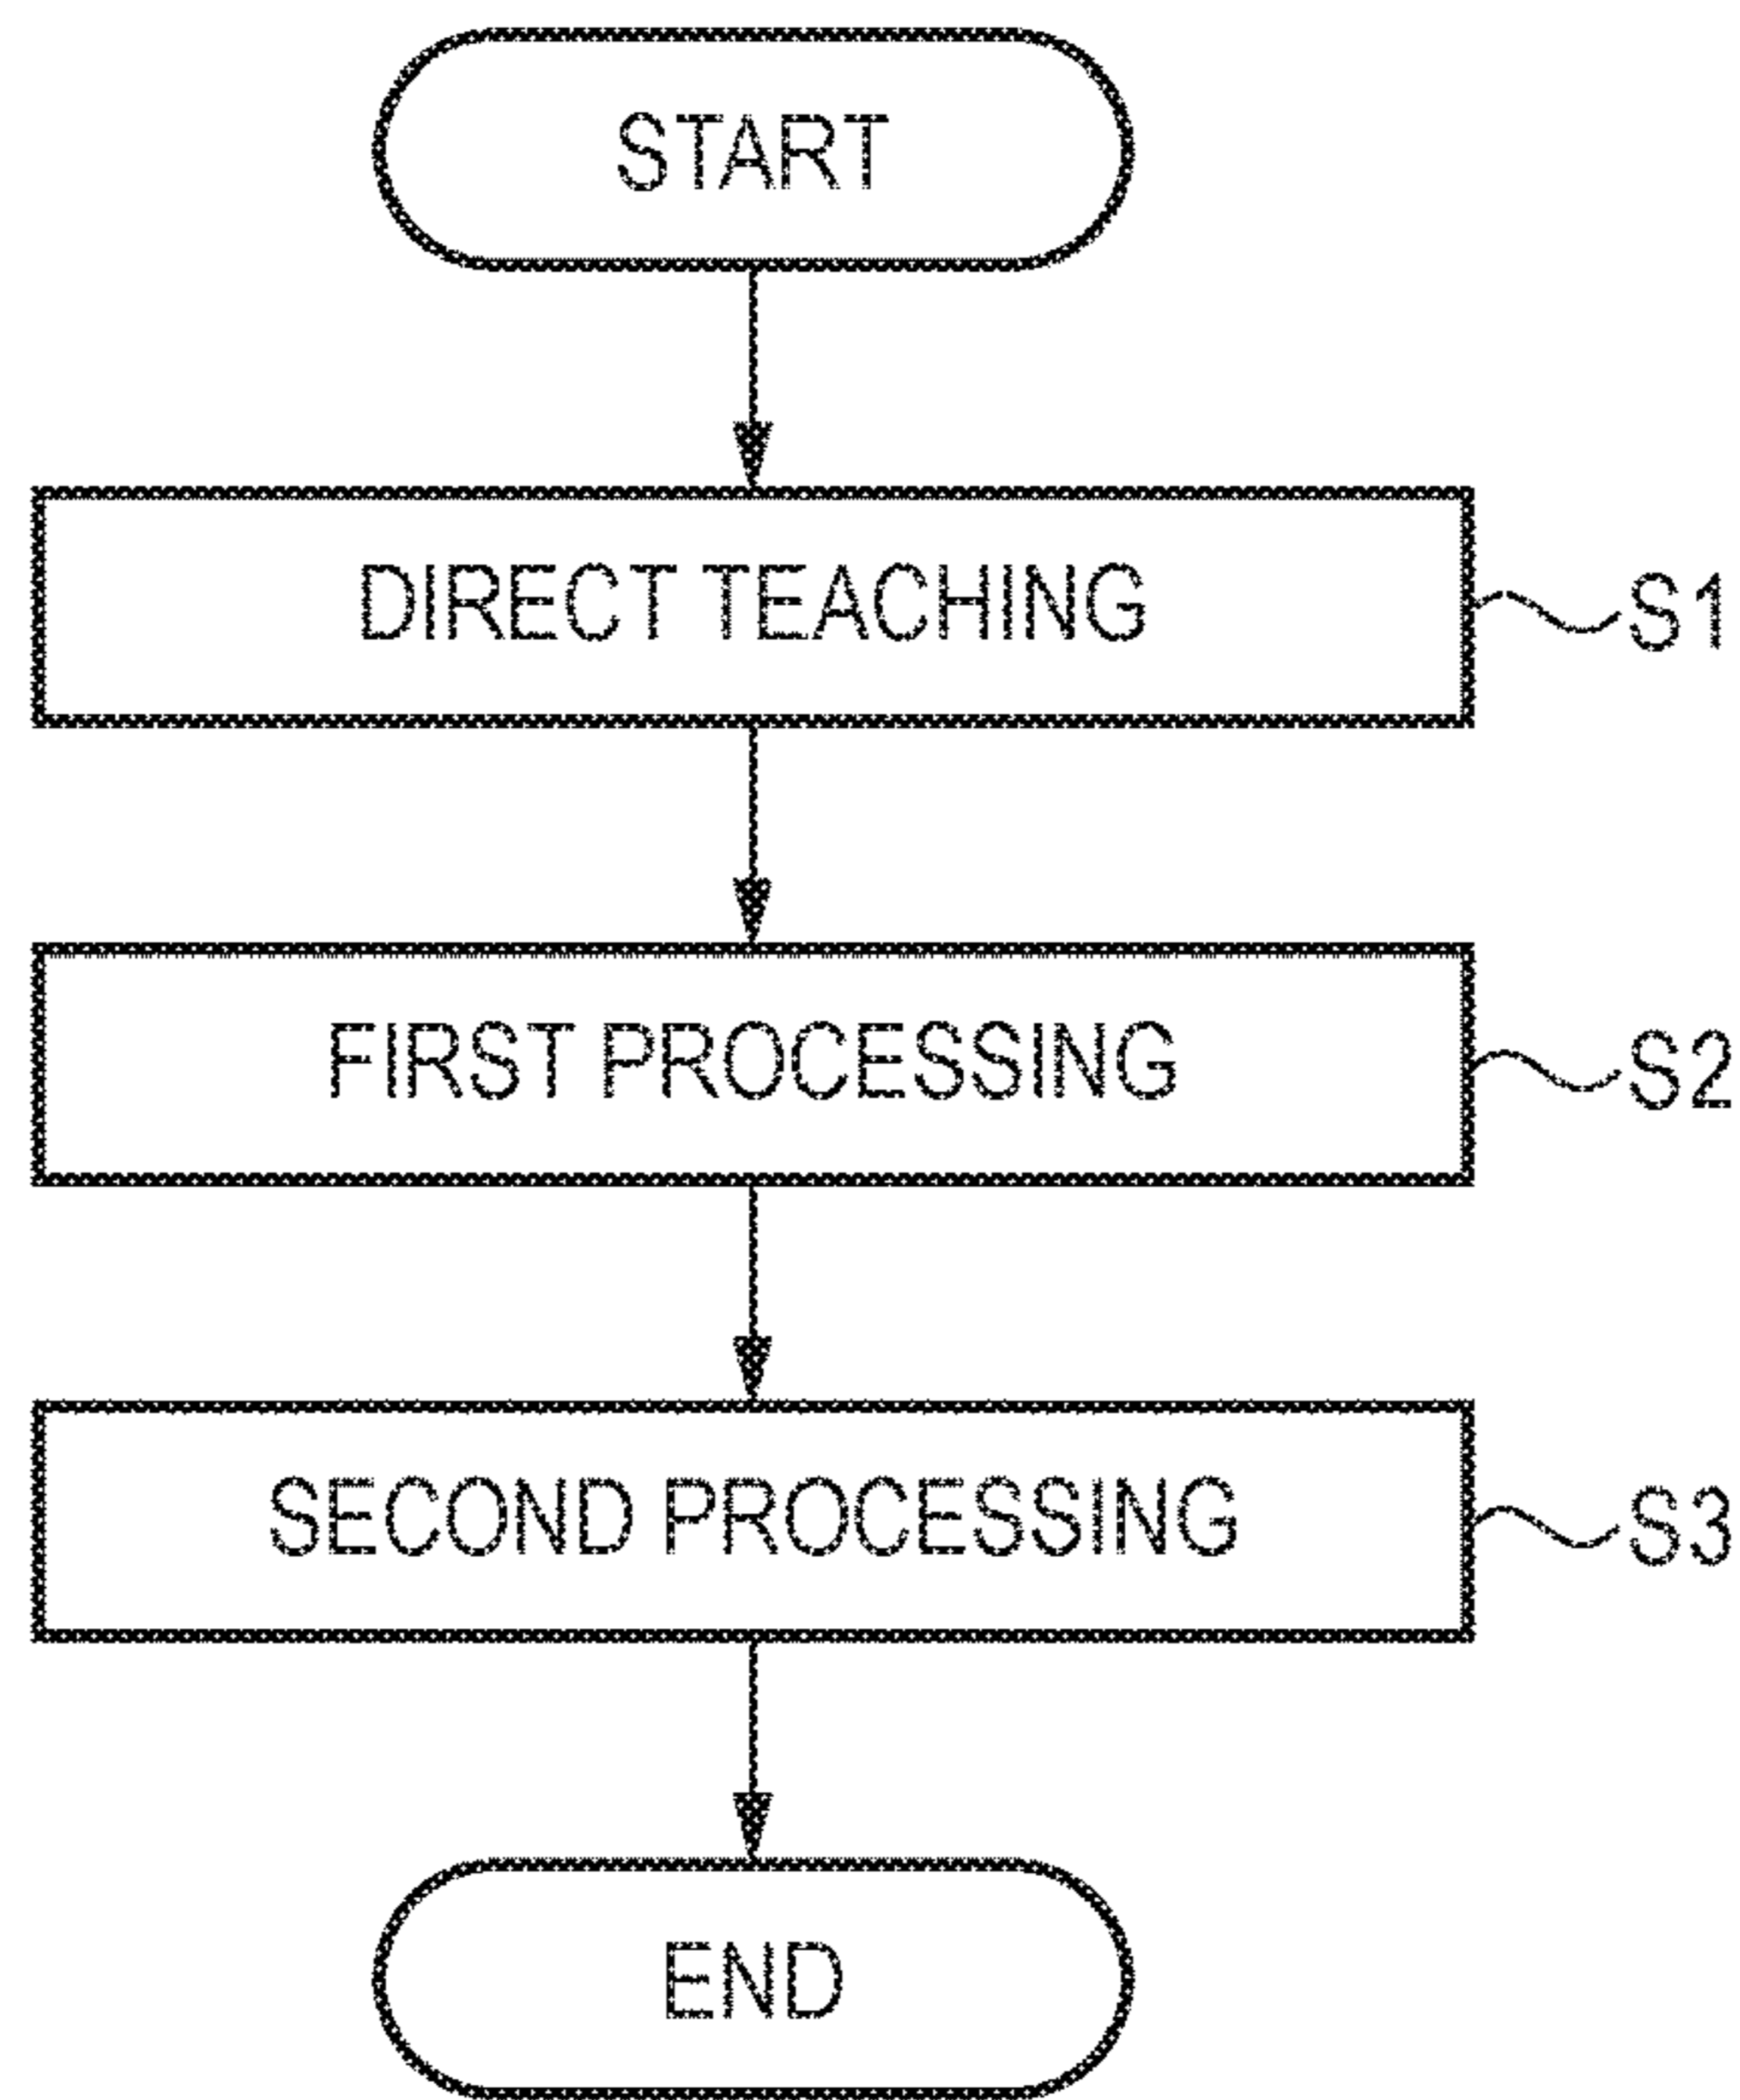 START
DIRECT TEACHING
S1
FIRST PROCESSING
S2
SECOND PROCESSING
S3
END